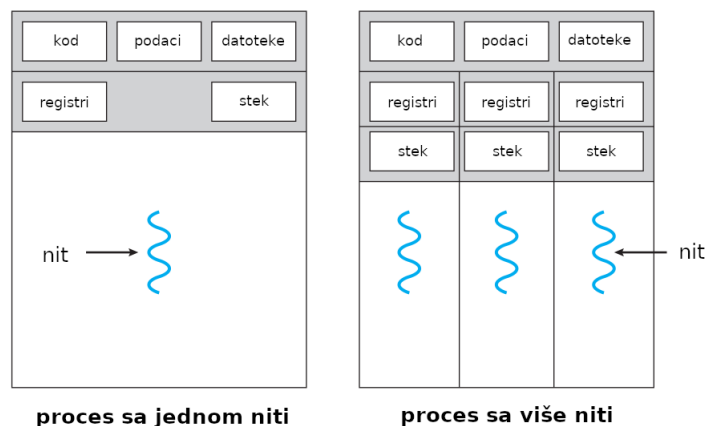 kod podaci datoteke
registri stek
nit
proces sa jednom niti
kod podaci datoteke
registri registri registri
stek stek stek
nit
proces sa više niti